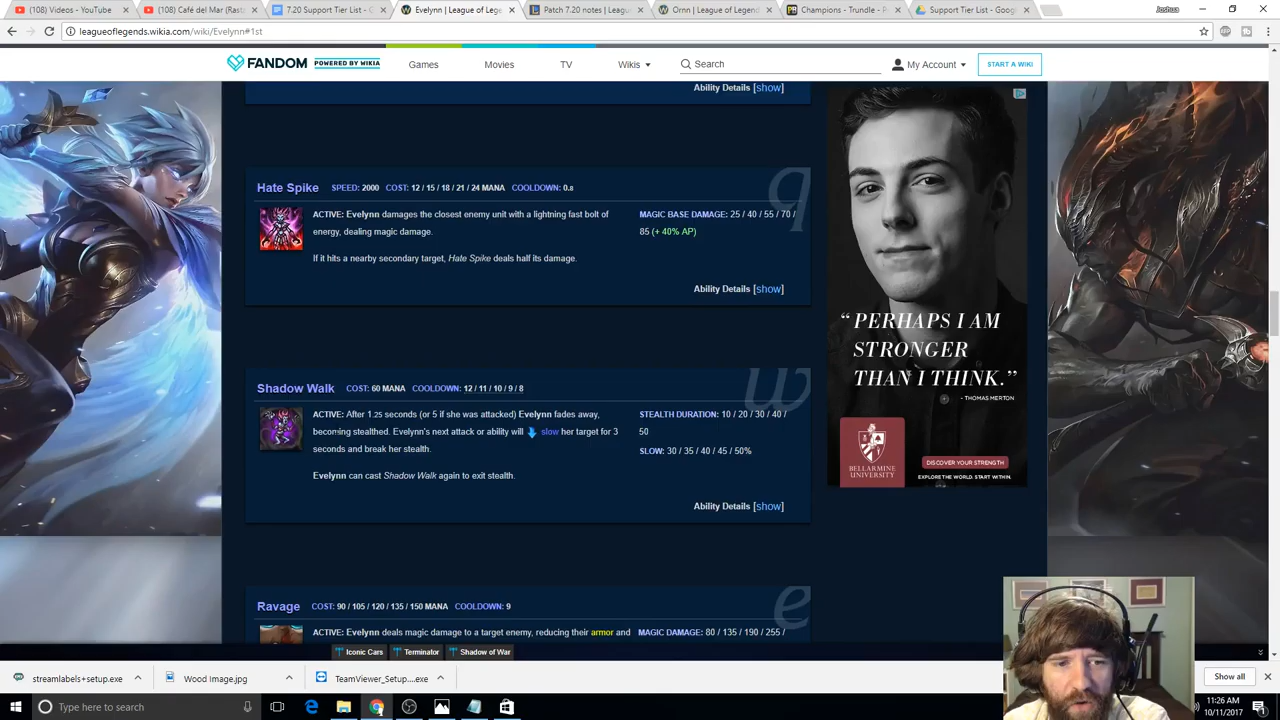 (108) Videos - YouTube
(108) Café del Mar (Rast
7.20 Support Tier List - G
Evelynn | League of Lege
Patch 7.20 notes | Leagu
Ornn | League of Legend
Champions - Trundle - P
Support Tier List - Googl
Joshua
leagueoflegends.wikia.com/wiki/Evelynn#1st
FANDOM POWERED BY WIKIA
Games
Movies
TV
Wikis
Search
My Account
START A WIKI
Ability Details [show]
Hate Spike SPEED: 2000 COST: 12 / 15 / 18 / 21 / 24 MANA COOLDOWN: 0.8
q
ACTIVE: Evelynn damages the closest enemy unit with a lightning fast bolt of
energy, dealing magic damage.
If it hits a nearby secondary target, Hate Spike deals half its damage.
MAGIC BASE DAMAGE: 25 / 40 / 55 / 70 /
85 (+ 40% AP)
Ability Details [show]
Shadow Walk COST: 60 MANA COOLDOWN: 12 / 11 / 10 / 9 / 8
w
ACTIVE: After 1.25 seconds (or 5 if she was attacked) Evelynn fades away,
becoming stealthed. Evelynn's next attack or ability will slow her target for 3
seconds and break her stealth.
Evelynn can cast Shadow Walk again to exit stealth.
STEALTH DURATION: 10 / 20 / 30 / 40 /
50
SLOW: 30 / 35 / 40 / 45 / 50%
Ability Details [show]
Ravage COST: 90 / 105 / 120 / 135 / 150 MANA COOLDOWN: 9
e
ACTIVE: Evelynn deals magic damage to a target enemy, reducing their armor and
MAGIC DAMAGE: 80 / 135 / 190 / 255 /
“ PERHAPS I AM
STRONGER
THAN I THINK.”
- THOMAS MERTON
BELLARMINE
UNIVERSITY
DISCOVER YOUR STRENGTH
EXPLORE THE WORLD. START WITHIN.
Iconic Cars
Terminator
Shadow of War
streamlabels+setup.exe
Wood Image.jpg
TeamViewer_Setup....exe
Show all
Type here to search
11:26 AM
10/11/2017
1